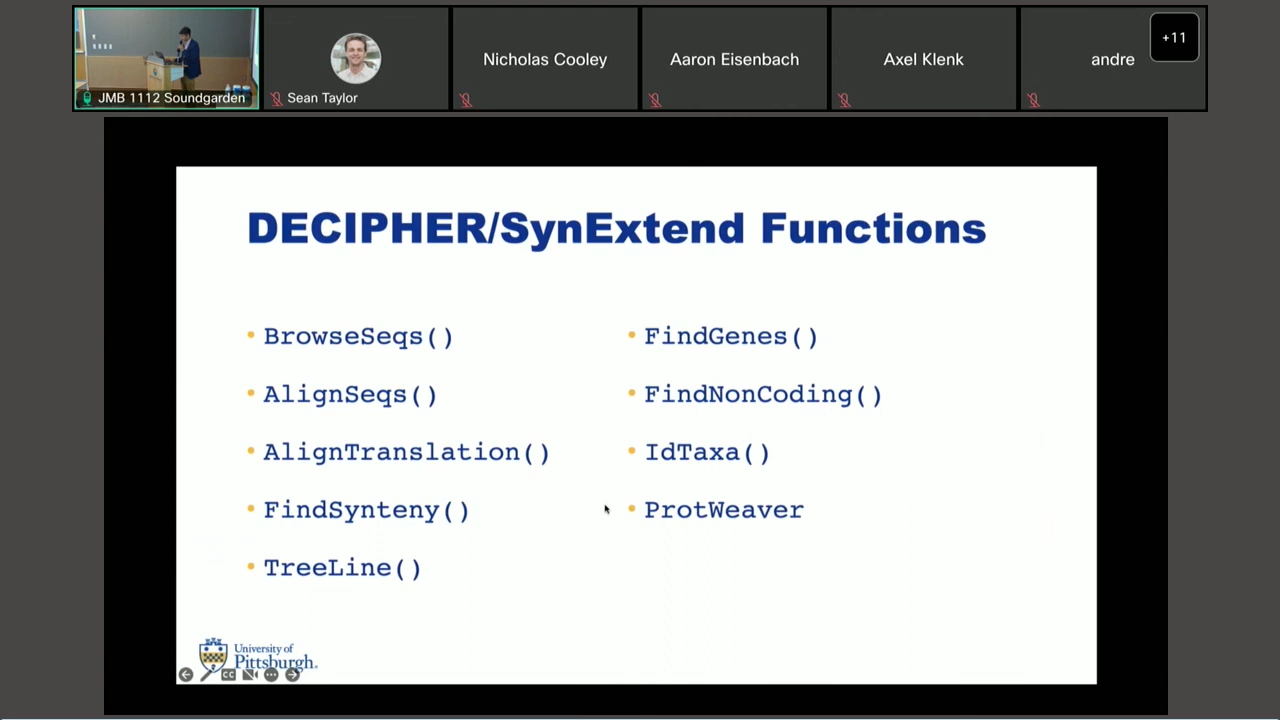 JMB 1112 Soundgarden
Sean Taylor
Nicholas Cooley
Aaron Eisenbach
Axel Klenk
andre
+11
DECIPHER/SynExtend Functions
• BrowseSeqs()
• AlignSeqs()
• AlignTranslation()
• FindSynteny()
• TreeLine()
• FindGenes()
• FindNonCoding()
• IdTaxa()
• ProtWeaver
University of
Pittsburgh.
CC